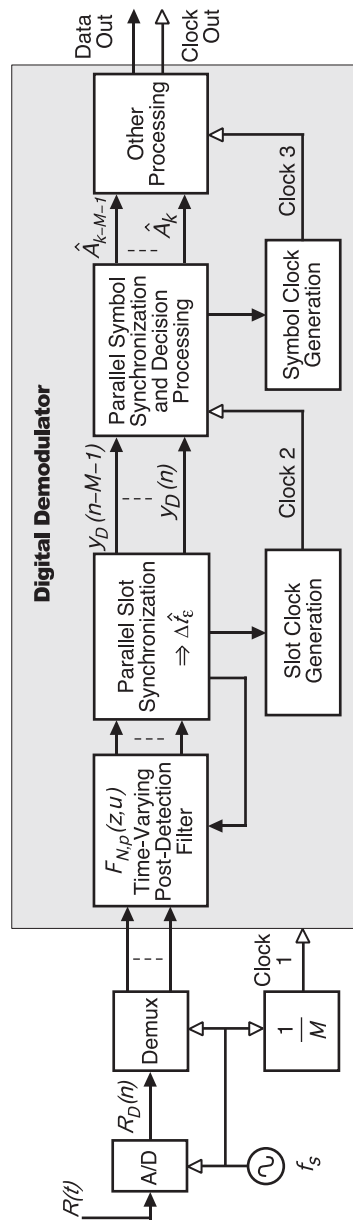 Digital Demodulator
R(t)
A/D
R_D(n)
Demux
f_s
1
M
Clock
1
F_{N,p}(z,u)
Time-Varying
Post-Detection
Filter
Parallel Slot
Synchronization
⇒ Δt̂_ε
y_D(n–M–1)
y_D(n)
Slot Clock
Generation
Clock 2
Parallel Symbol
Synchronization
and Decision
Processing
Â_{k–M–1}
Â_k
Symbol Clock
Generation
Clock 3
Other
Processing
Data
Out
Clock
Out